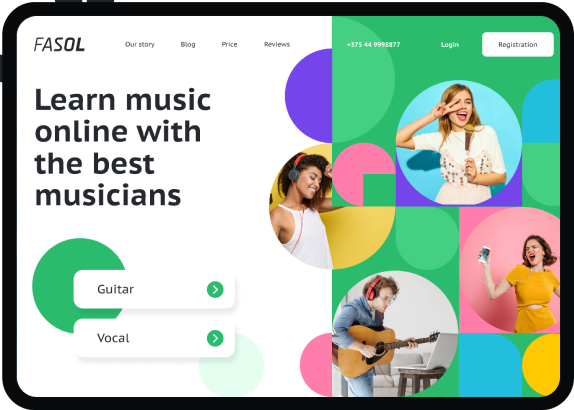 FASOL
Our story
Blog
Price
Reviews
+375 44 9998877
Login
Registration
Learn music
online with
the best
musicians
Guitar
Vocal